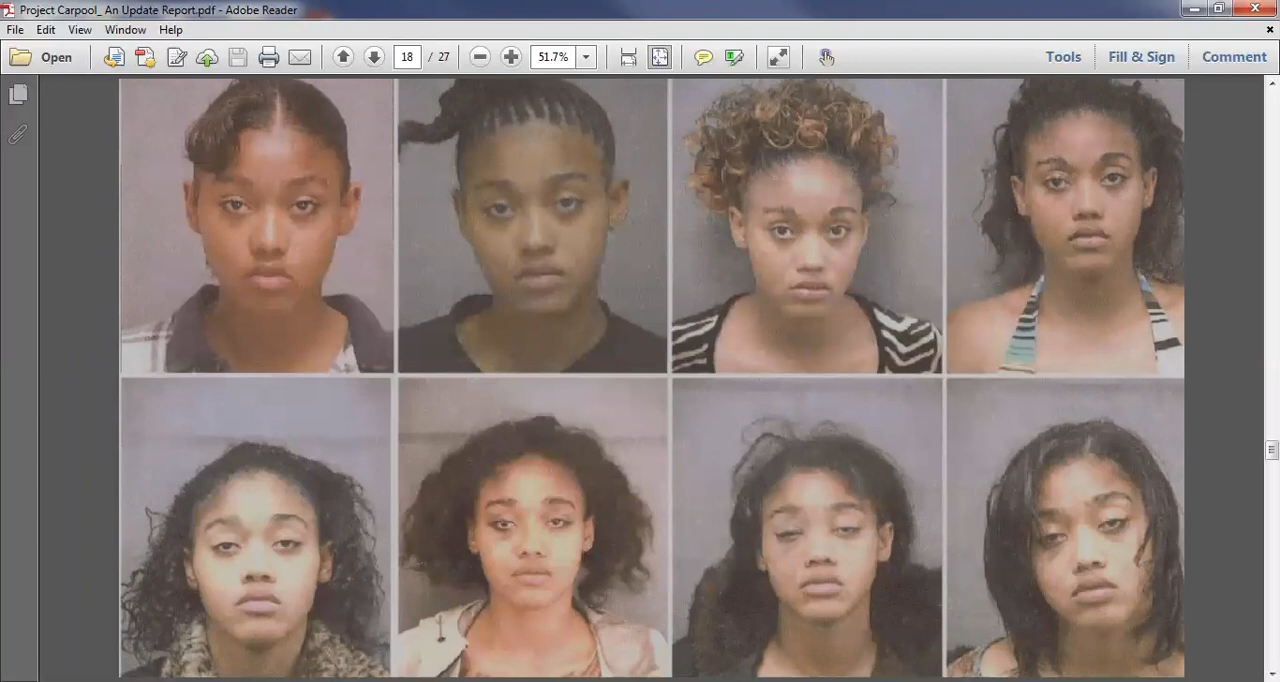 Project Carpool_ An Update Report.pdf - Adobe Reader
File Edit View Window Help
Open 18 / 27 51.7% Tools Fill & Sign Comment